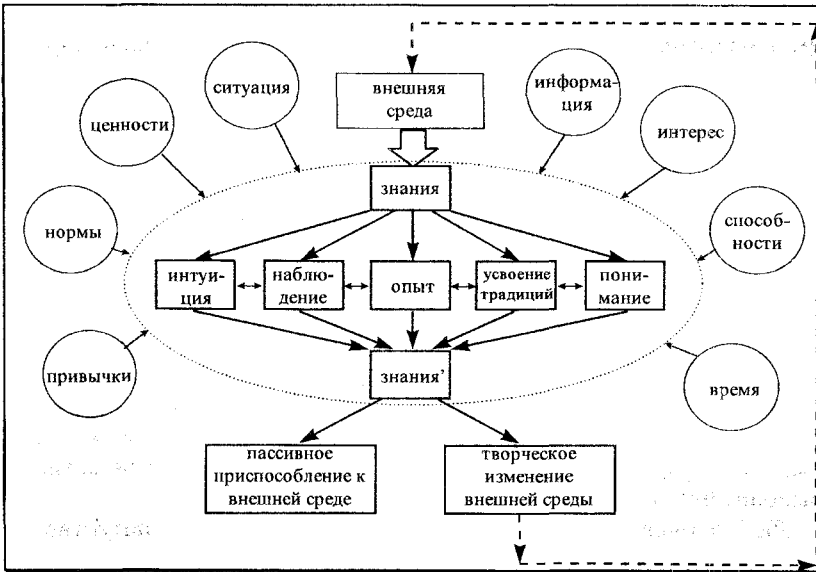 ситуация
внешняя
среда
информа-
ция
ценности
интерес
знания
нормы
способ-
ности
интуи-
ция
наблю-
дение
опыт
усвоение
традиций
пони-
мание
знания’
привычки
время
пассивное
приспособление к
внешней среде
творческое
изменение
внешней среды